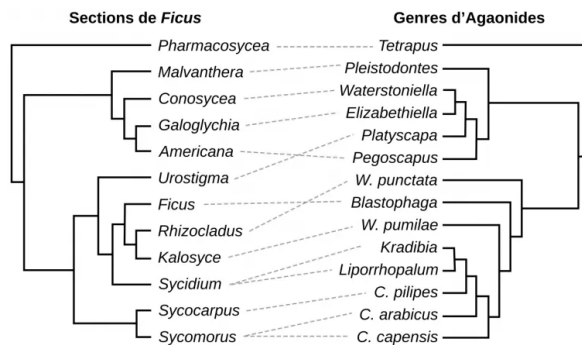 Sections de Ficus
Genres d'Agaonides
Pharmacosycea
Malvanthera
Conosycea
Galoglychia
Americana
Urostigma
Ficus
Rhizocladus
Kalosyce
Sycidium
Sycocarpus
Sycomorus
Tetrapus
Pleistodontes
Waterstoniella
Elizabethiella
Platyscapa
Pegoscapus
W. punctata
Blastophaga
W. pumilae
Kradibia
Liporrhopalum
C. pilipes
C. arabicus
C. capensis